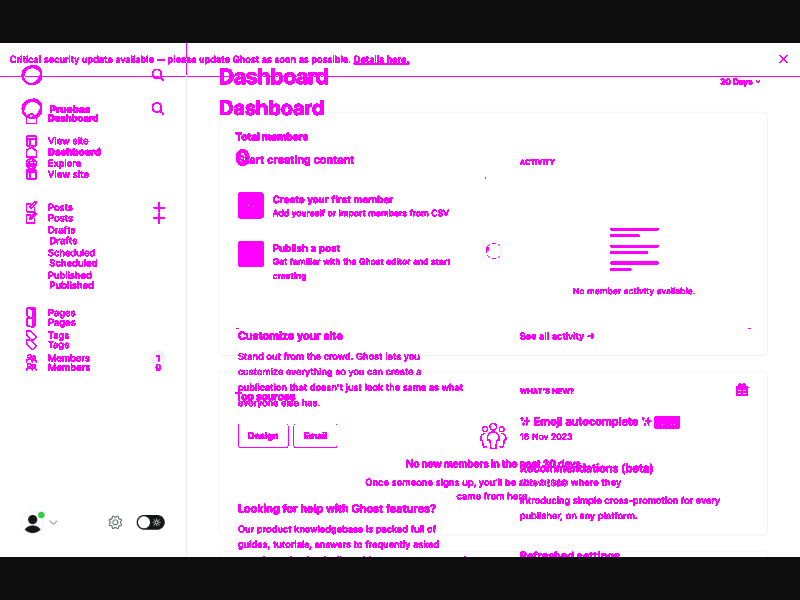 Critical security update available — please update Ghost as soon as possible. Details here.
Dashboard
30 Days
Pruebas
Dashboard
Dashboard
Total members
View site
Dashboard
Start creating content
ACTIVITY
Explore
View site
Create your first member
Posts
Add yourself or import members from CSV
Posts
Drafts
Drafts
Publish a post
Scheduled
Get familiar with the Ghost editor and start
creating
Scheduled
Published
Published
No member activity available.
Pages
Pages
Tags
Customize your site
See all activity →
Tags
Members 1
Stand out from the crowd. Ghost lets you
Members 0
customize everything so you can create a
publication that doesn't just look the same as what
everyone else has.
Top sources
WHAT'S NEW?
Emoji autocomplete
16 Nov 2023
Design
Email
No new members in the past 30 days
Recommendations (beta)
Once someone signs up, you'll be able to see where they
came from here.
Introducing simple cross-promotion for every
publisher, on any platform.
Looking for help with Ghost features?
Our product knowledgebase is packed full of
guides, tutorials, answers to frequently asked
Refreshed settings